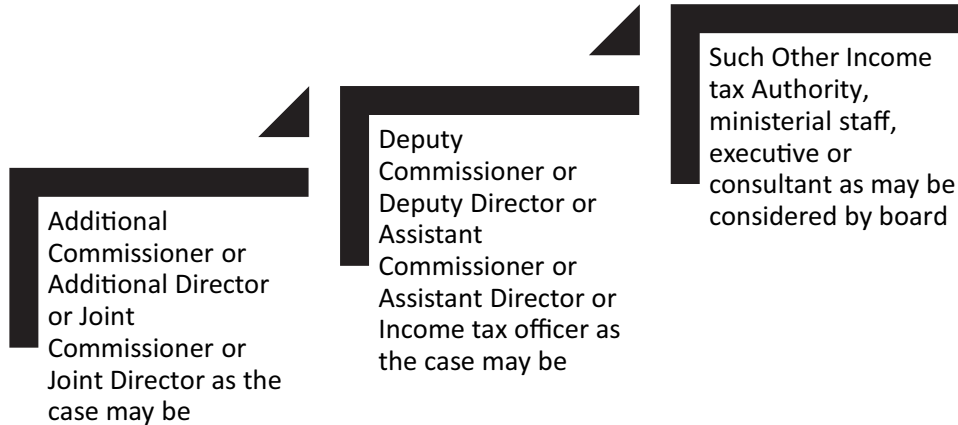 Additional
Commissioner or
Additional Director
or Joint
Commissioner or
Joint Director as the
case may be
Deputy
Commissioner or
Deputy Director or
Assistant
Commissioner or
Assistant Director or
Income tax officer as
the case may be
Such Other Income
tax Authority,
ministerial staff,
executive or
consultant as may be
considered by board